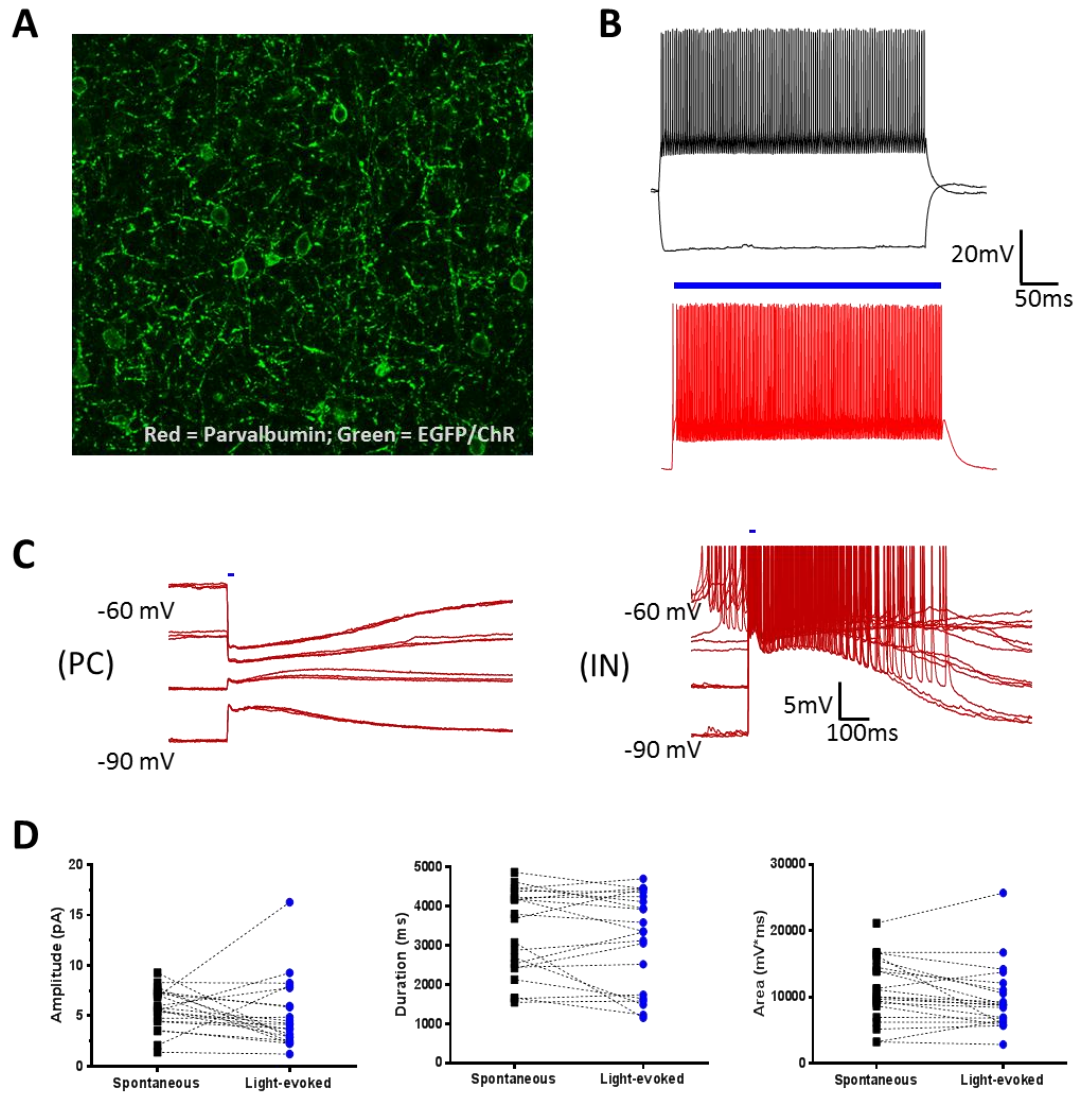 A
B
Red = Parvalbumin; Green = EGFP/ChR
20mV
50ms
C
-60 mV
(PC)
-90 mV
-60 mV
(IN)
5mV
100ms
-90 mV
D
Amplitude (pA)
20
15
10
5
0
Spontaneous
Light-evoked
Duration (ms)
5000
4000
3000
2000
1000
0
Spontaneous
Light-evoked
Area (mV*ms)
30000
20000
10000
0
Spontaneous
Light-evoked